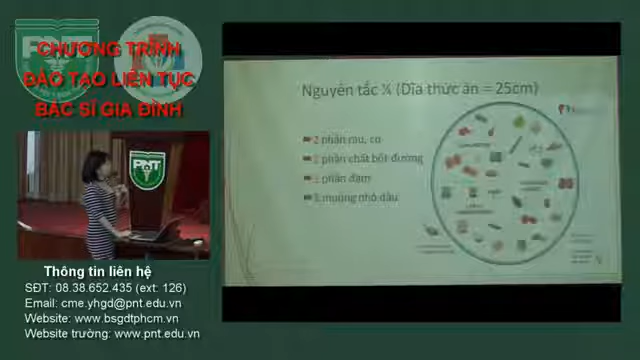 CHƯƠNG TRÌNH
ĐÀO TẠO LIÊN TỤC
BÁC SĨ GIA ĐÌNH
PNT
Thông tin liên hệ
SĐT: 08.38.652.435 (ext: 126)
Email: cme.yhgd@pnt.edu.vn
Website: www.bsgdtphcm.vn
Website trường: www.pnt.edu.vn
Nguyên tắc ¼ (Dĩa thức ăn = 25cm)
2 phần rau, củ
1 phần chất bột đường
1 phần đạm
1 muỗng nhỏ dầu